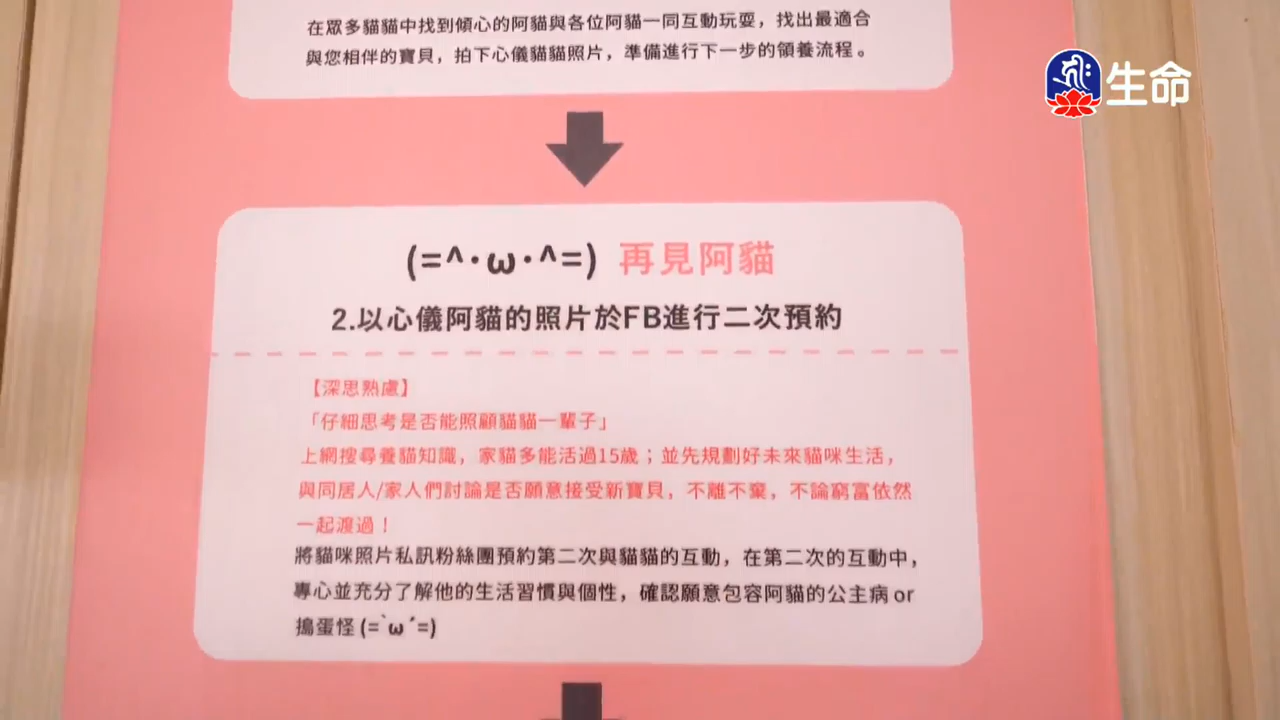 在眾多貓貓中找到傾心的阿貓與各位阿貓一同互動玩耍，找出最適合
與您相伴的寶貝，拍下心儀貓貓照片，準備進行下一步的領養流程。
生命
(=^·ω·^=) 再見阿貓
2.以心儀阿貓的照片於FB進行二次預約
【深思熟慮】
「仔細思考是否能照顧貓貓一輩子」
上網搜尋養貓知識，家貓多能活過15歲；並先規劃好未來貓咪生活，
與同居人/家人們討論是否願意接受新寶貝，不離不棄，不論窮富依然
一起渡過！
將貓咪照片私訊粉絲團預約第二次與貓貓的互動，在第二次的互動中，
專心並充分了解他的生活習慣與個性，確認願意包容阿貓的公主病 or
搗蛋怪 (=`ω´=)